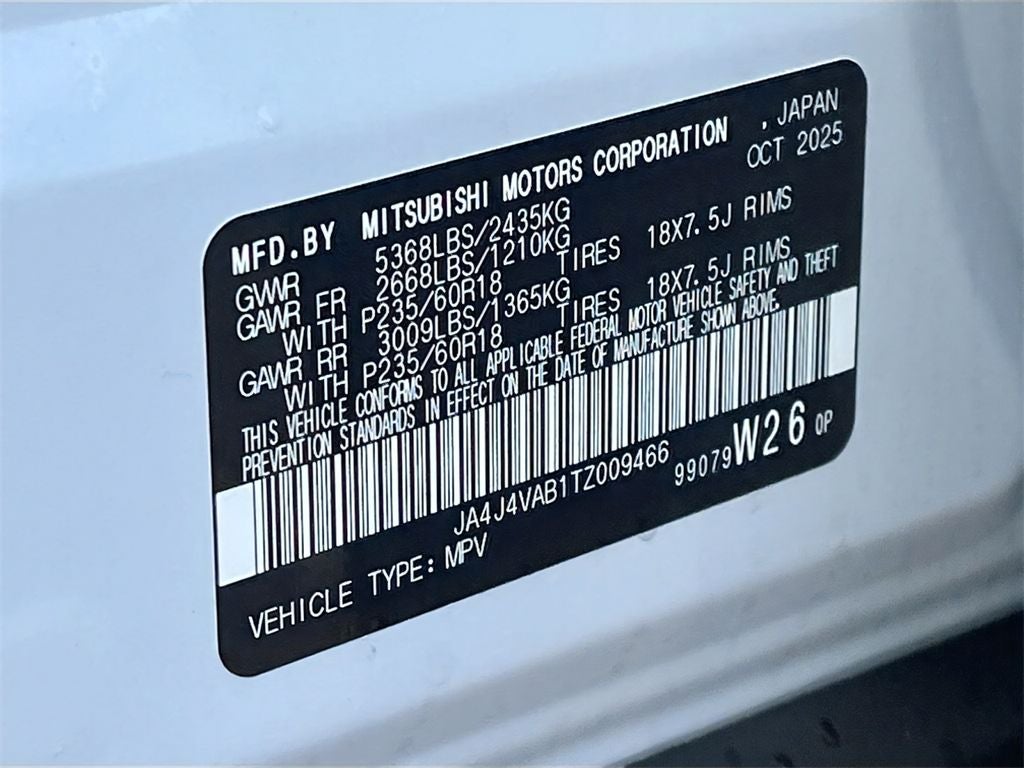 MFD.BY MITSUBISHI MOTORS CORPORATION , JAPAN
OCT 2025
GVWR 5368LBS/2435KG
GAWR FR 2668LBS/1210KG
WITH P235/60R18 TIRES 18X7.5J RIMS
GAWR RR 3009LBS/1365KG
WITH P235/60R18 TIRES 18X7.5J RIMS
THIS VEHICLE CONFORMS TO ALL APPLICABLE FEDERAL MOTOR VEHICLE SAFETY AND THEFT
PREVENTION STANDARDS IN EFFECT ON THE DATE OF MANUFACTURE SHOWN ABOVE.
JA4J4VAB1TZ009466 99079 W26 OP
VEHICLE TYPE: MPV